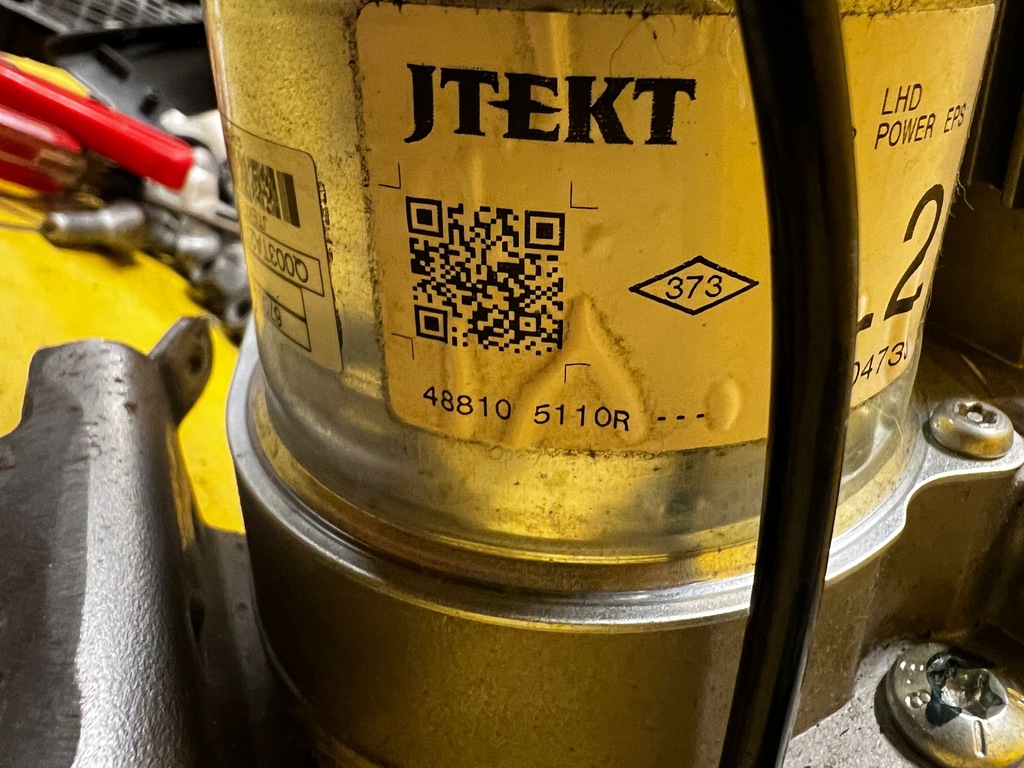 JTEKT
LHD
POWER EPS
373
2
48810 5110R ---